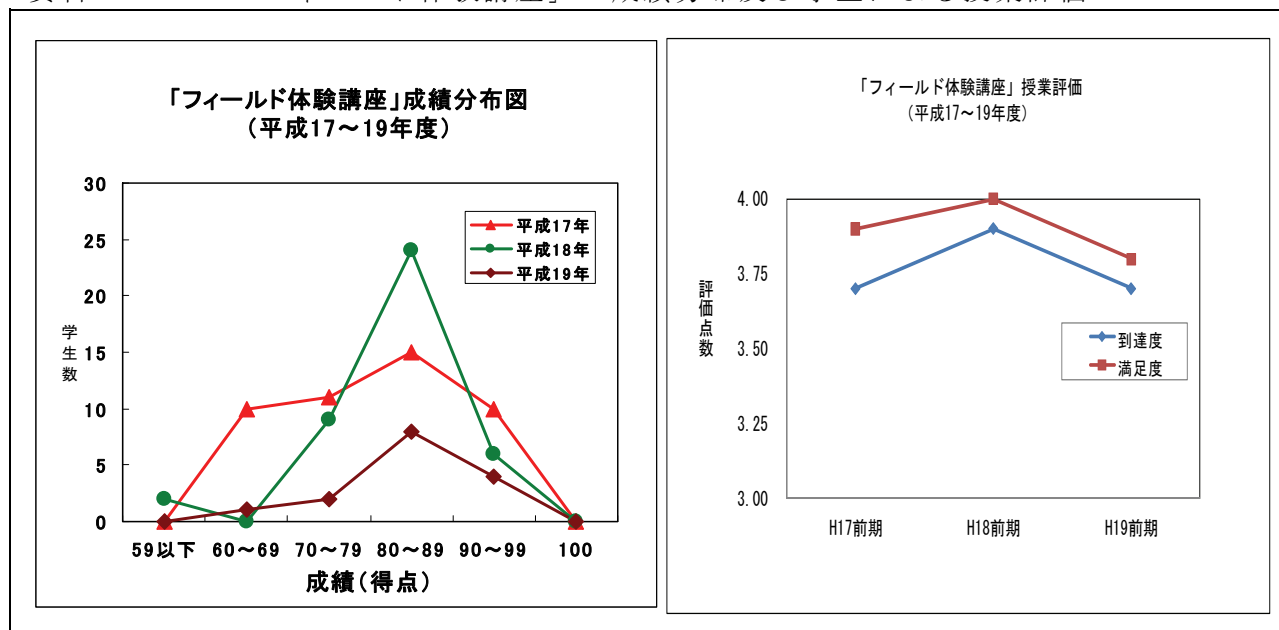 体験講座」
「フィールド体験講座」成績分布図
(平成17～19年度)
30
25
20
15
10
5
0
学生数
平成17年
平成18年
平成19年
59以下 60～69 70～79 80～89 90～99 100
成績(得点)
「フィールド体験講座」授業評価
(平成17～19年度)
4.00
3.75
3.50
3.25
3.00
評価点数
到達度
満足度
H17前期 H18前期 H19前期